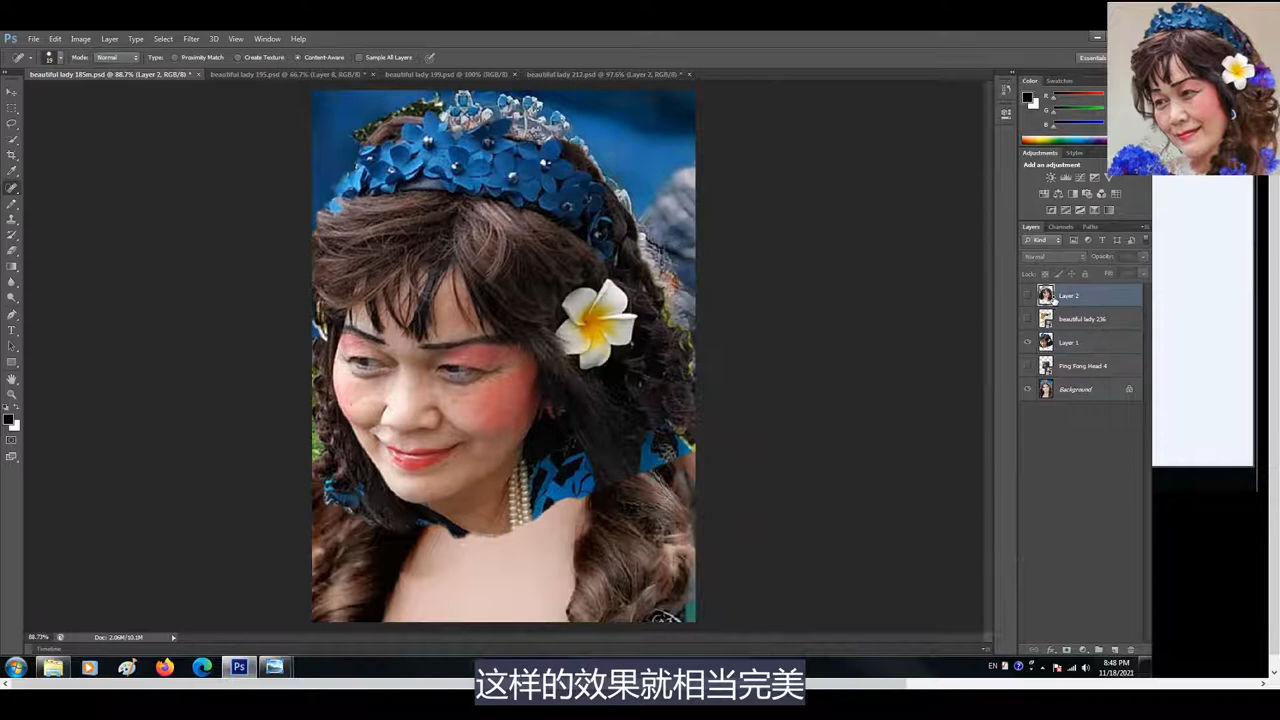 Ps File Edit Image Layer Type Select Filter 3D View Window Help
19 Mode: Normal Type: Proximity Match Create Texture Content-Aware Sample All Layers Essentials
beautiful lady 185m.psd @ 88.7% (Layer 2, RGB/8) * × beautiful lady 195.psd @ 66.7% (Layer 8, RGB/8) * × beautiful lady 199.psd @ 100% (RGB/8) × beautiful lady 212.psd @ 97.6% (Layer 2, RGB/8) * ×
Color Swatches
R
G
B
Adjustments Styles
Add an adjustment
Layers Channels Paths
Kind
Normal Opacity:
Lock: Fill:
Layer 2
beautiful lady 236
Layer 1
Ping Fong Head 4
Background
88.73% Doc: 2.06M/10.1M
Timeline
Ps EN 8:48 PM
11/18/2021
这样的效果就相当完美